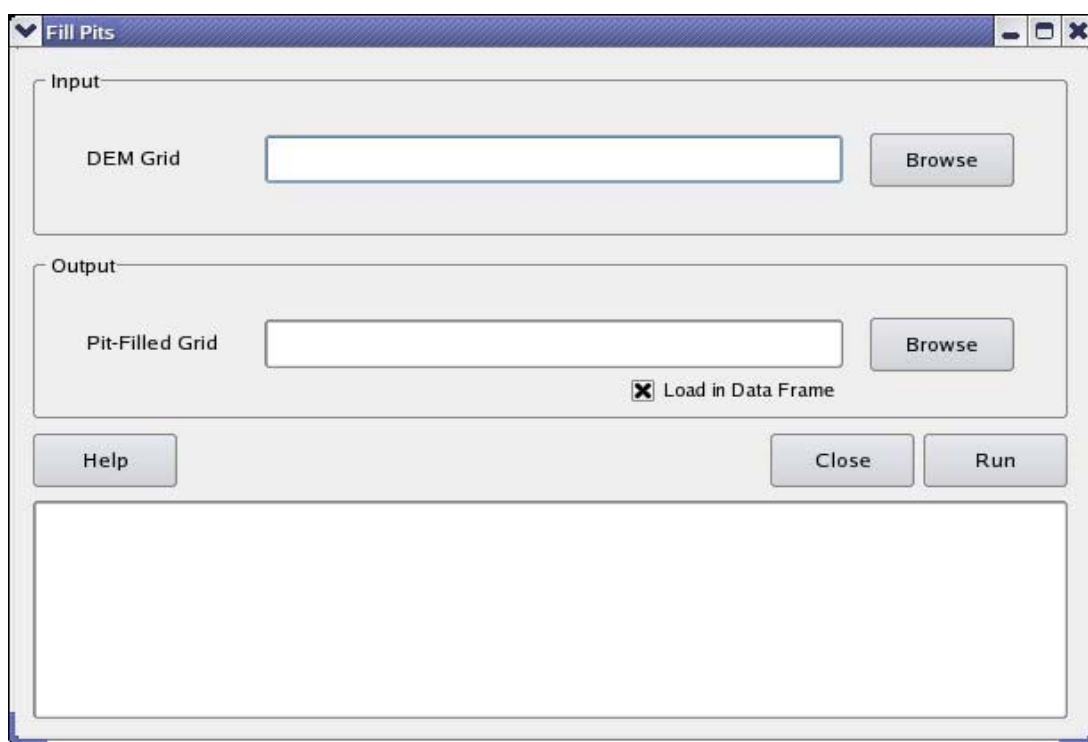 Fill Pits
Input
DEM Grid
Browse
Output
Pit-Filled Grid
Browse
Load in Data Frame
Help
Close
Run